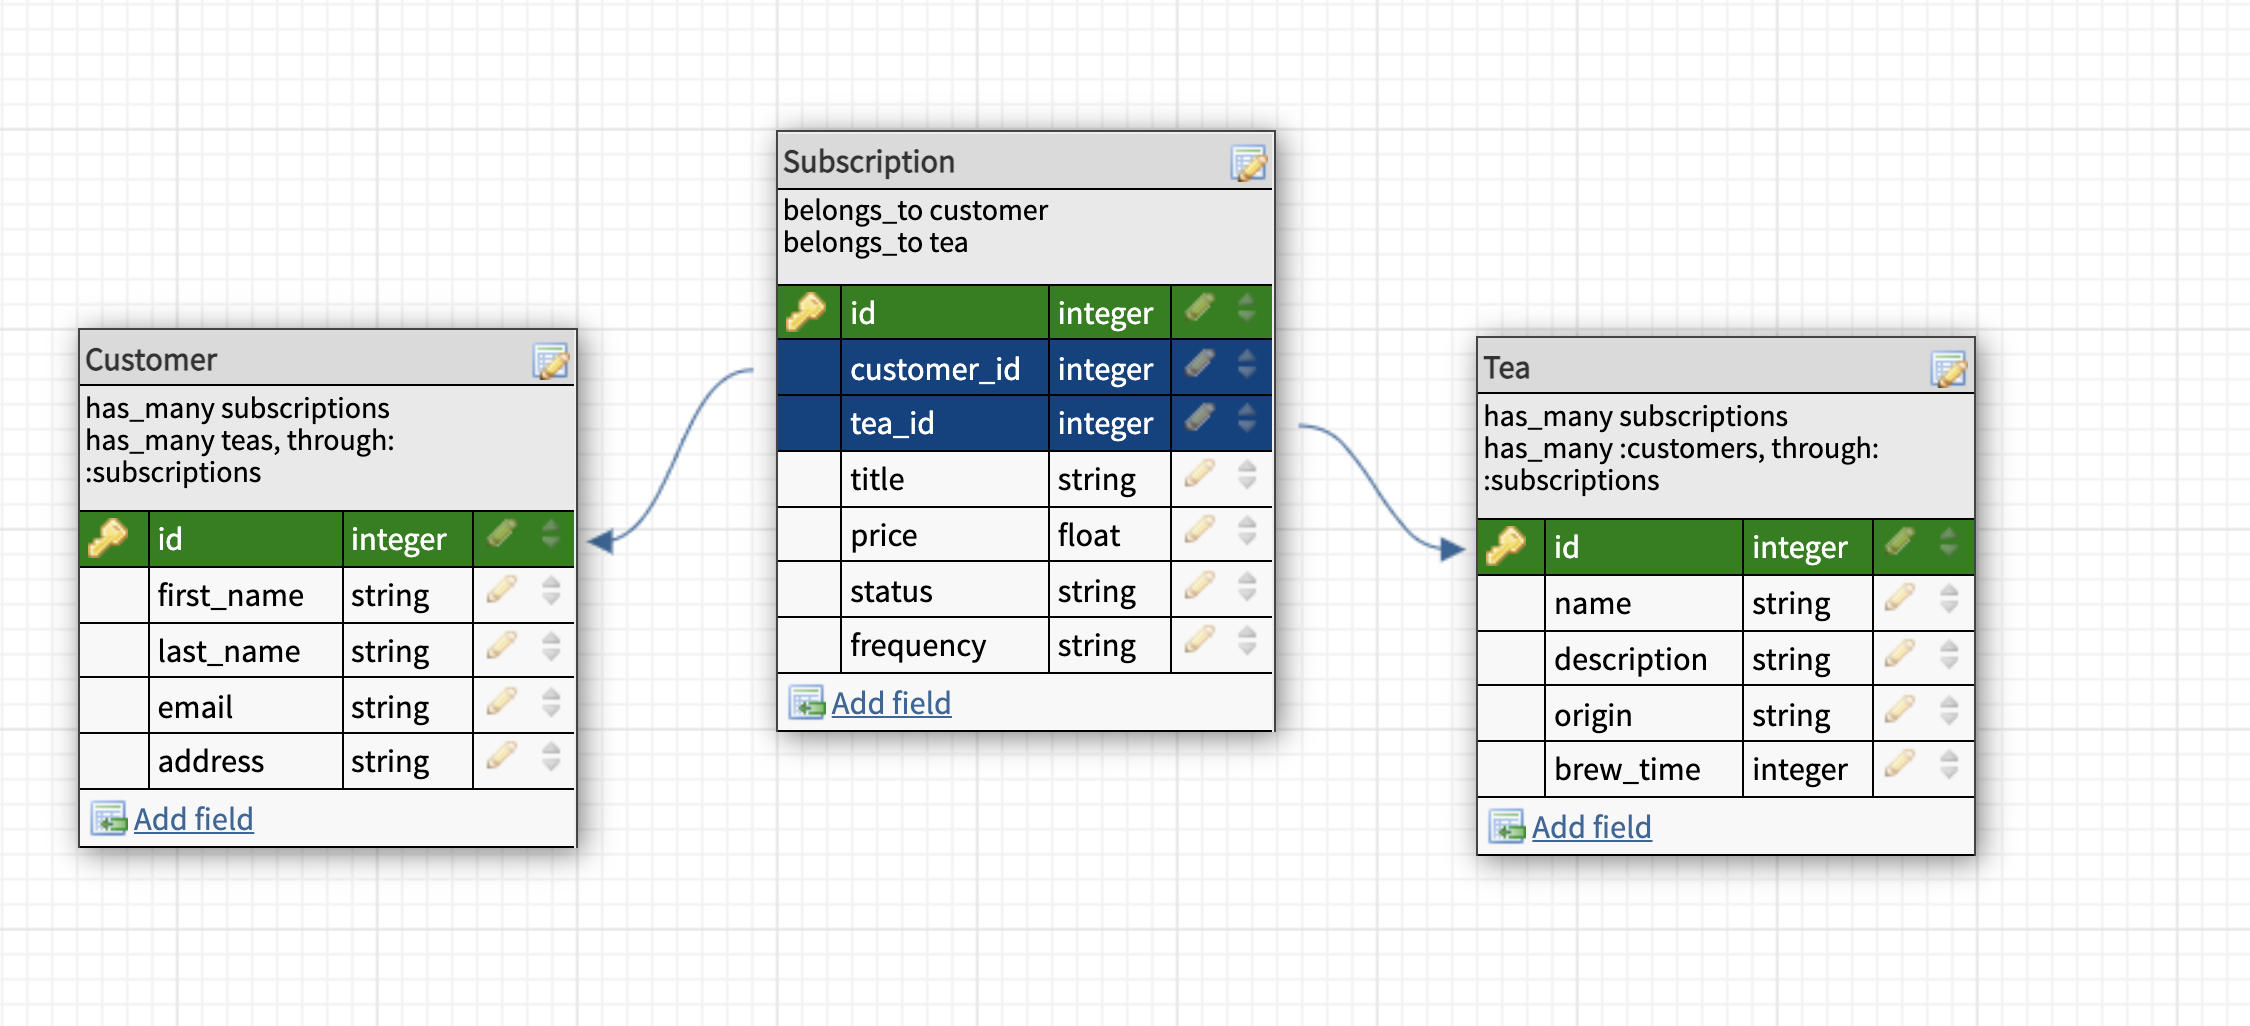 Customer
has_many subscriptions
has_many teas, through:
:subscriptions
id integer
first_name string
last_name string
email string
address string
Add field
Subscription
belongs_to customer
belongs_to tea
id integer
customer_id integer
tea_id integer
title string
price float
status string
frequency string
Add field
Tea
has_many subscriptions
has_many :customers, through:
:subscriptions
id integer
name string
description string
origin string
brew_time integer
Add field